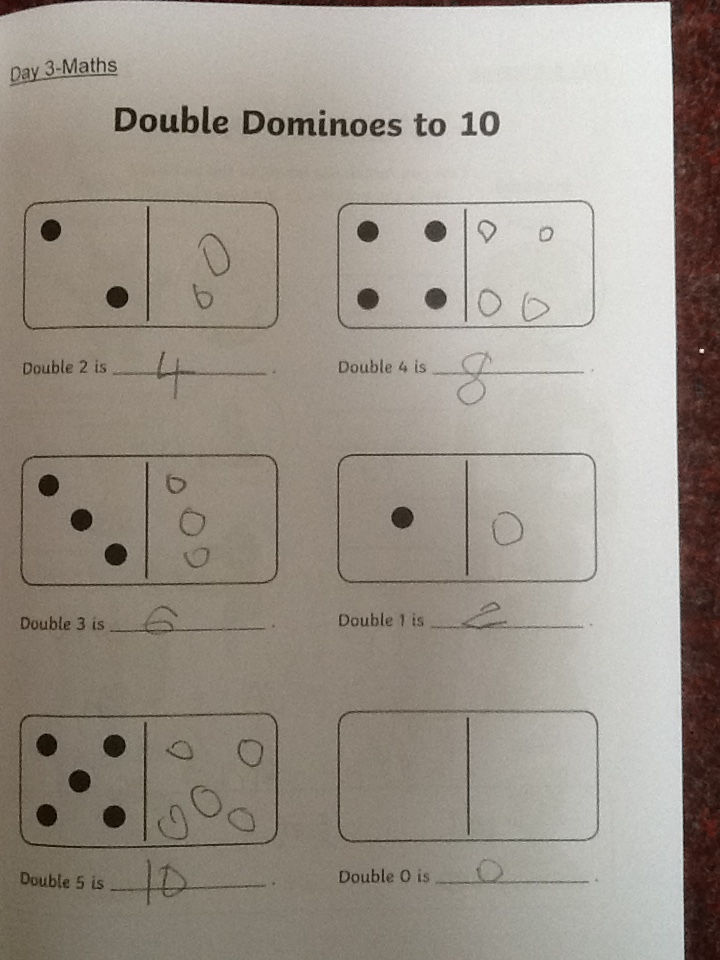 Day 3-Maths
Double Dominoes to 10
Double 2 is 4.
Double 4 is 8.
Double 3 is 6.
Double 1 is 2.
Double 5 is 10.
Double 0 is 0.